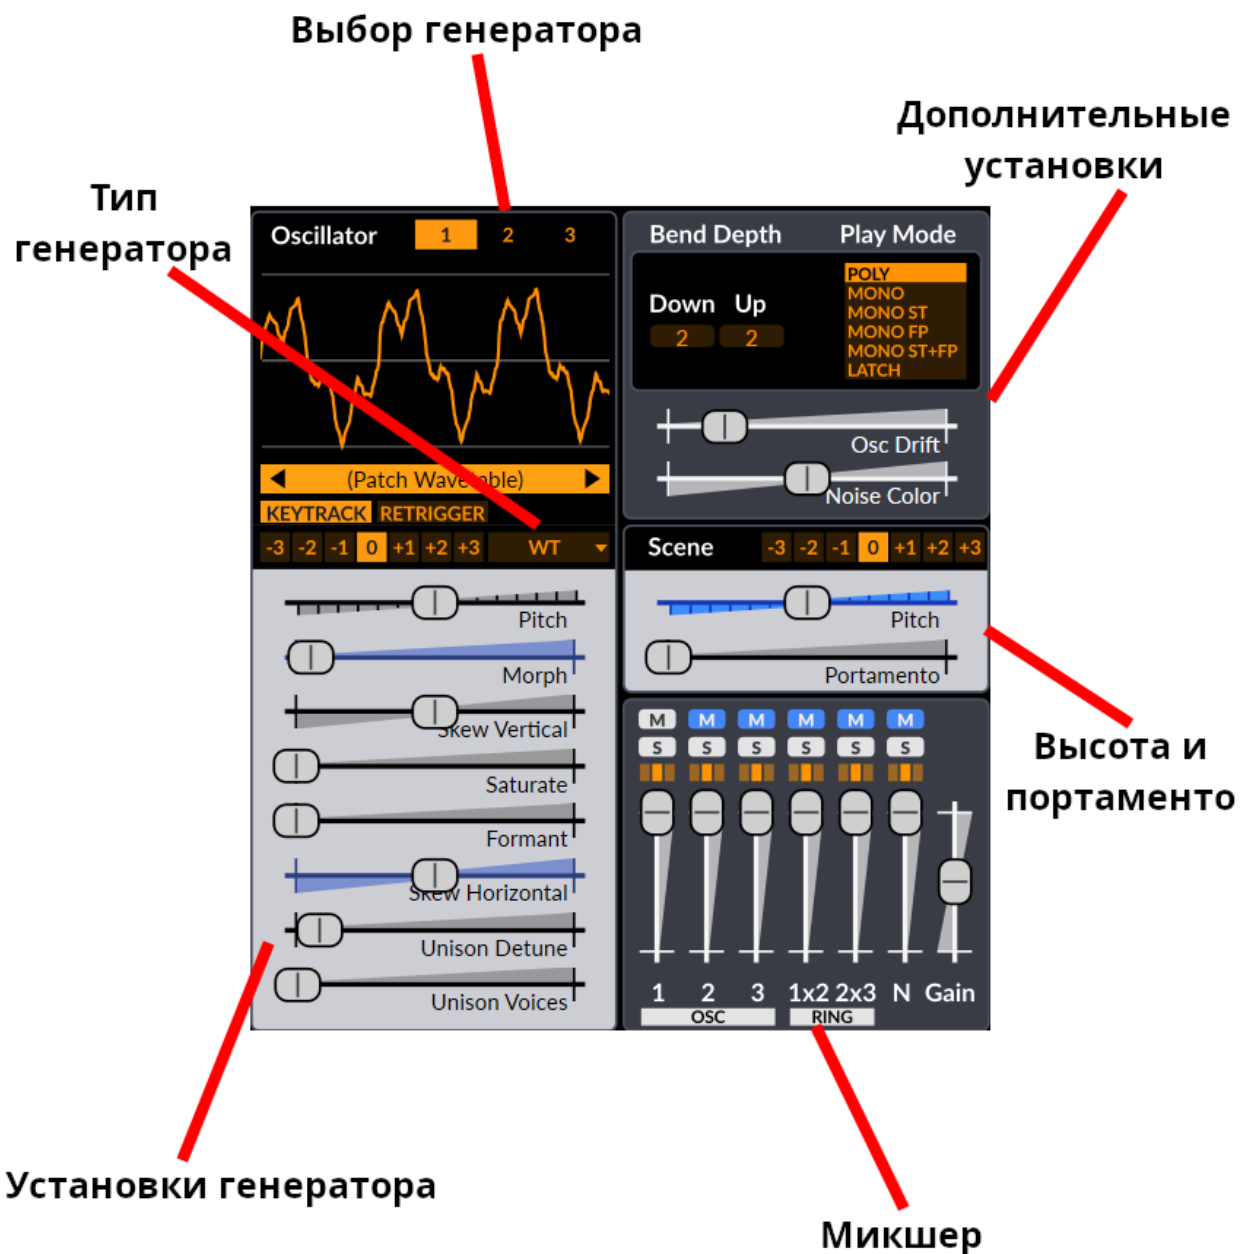 Выбор генератора
Дополнительные
установки
Тип
генератора
Oscillator 1 2 3
(Patch Wavetable)
KEYTRACK RETRIGGER
-3 -2 -1 0 +1 +2 +3 WT
Pitch
Morph
Skew Vertical
Saturate
Formant
Skew Horizontal
Unison Detune
Unison Voices
Bend Depth Play Mode
Down Up
2 2
POLY
MONO
MONO ST
MONO FP
MONO ST+FP
LATCH
Osc Drift
Noise Color
Scene -3 -2 -1 0 +1 +2 +3
Pitch
Portamento
M M M M M M
S S S S S S
1 2 3 1x2 2x3 N Gain
OSC RING
Высота и
портаменто
Установки генератора
Микшер